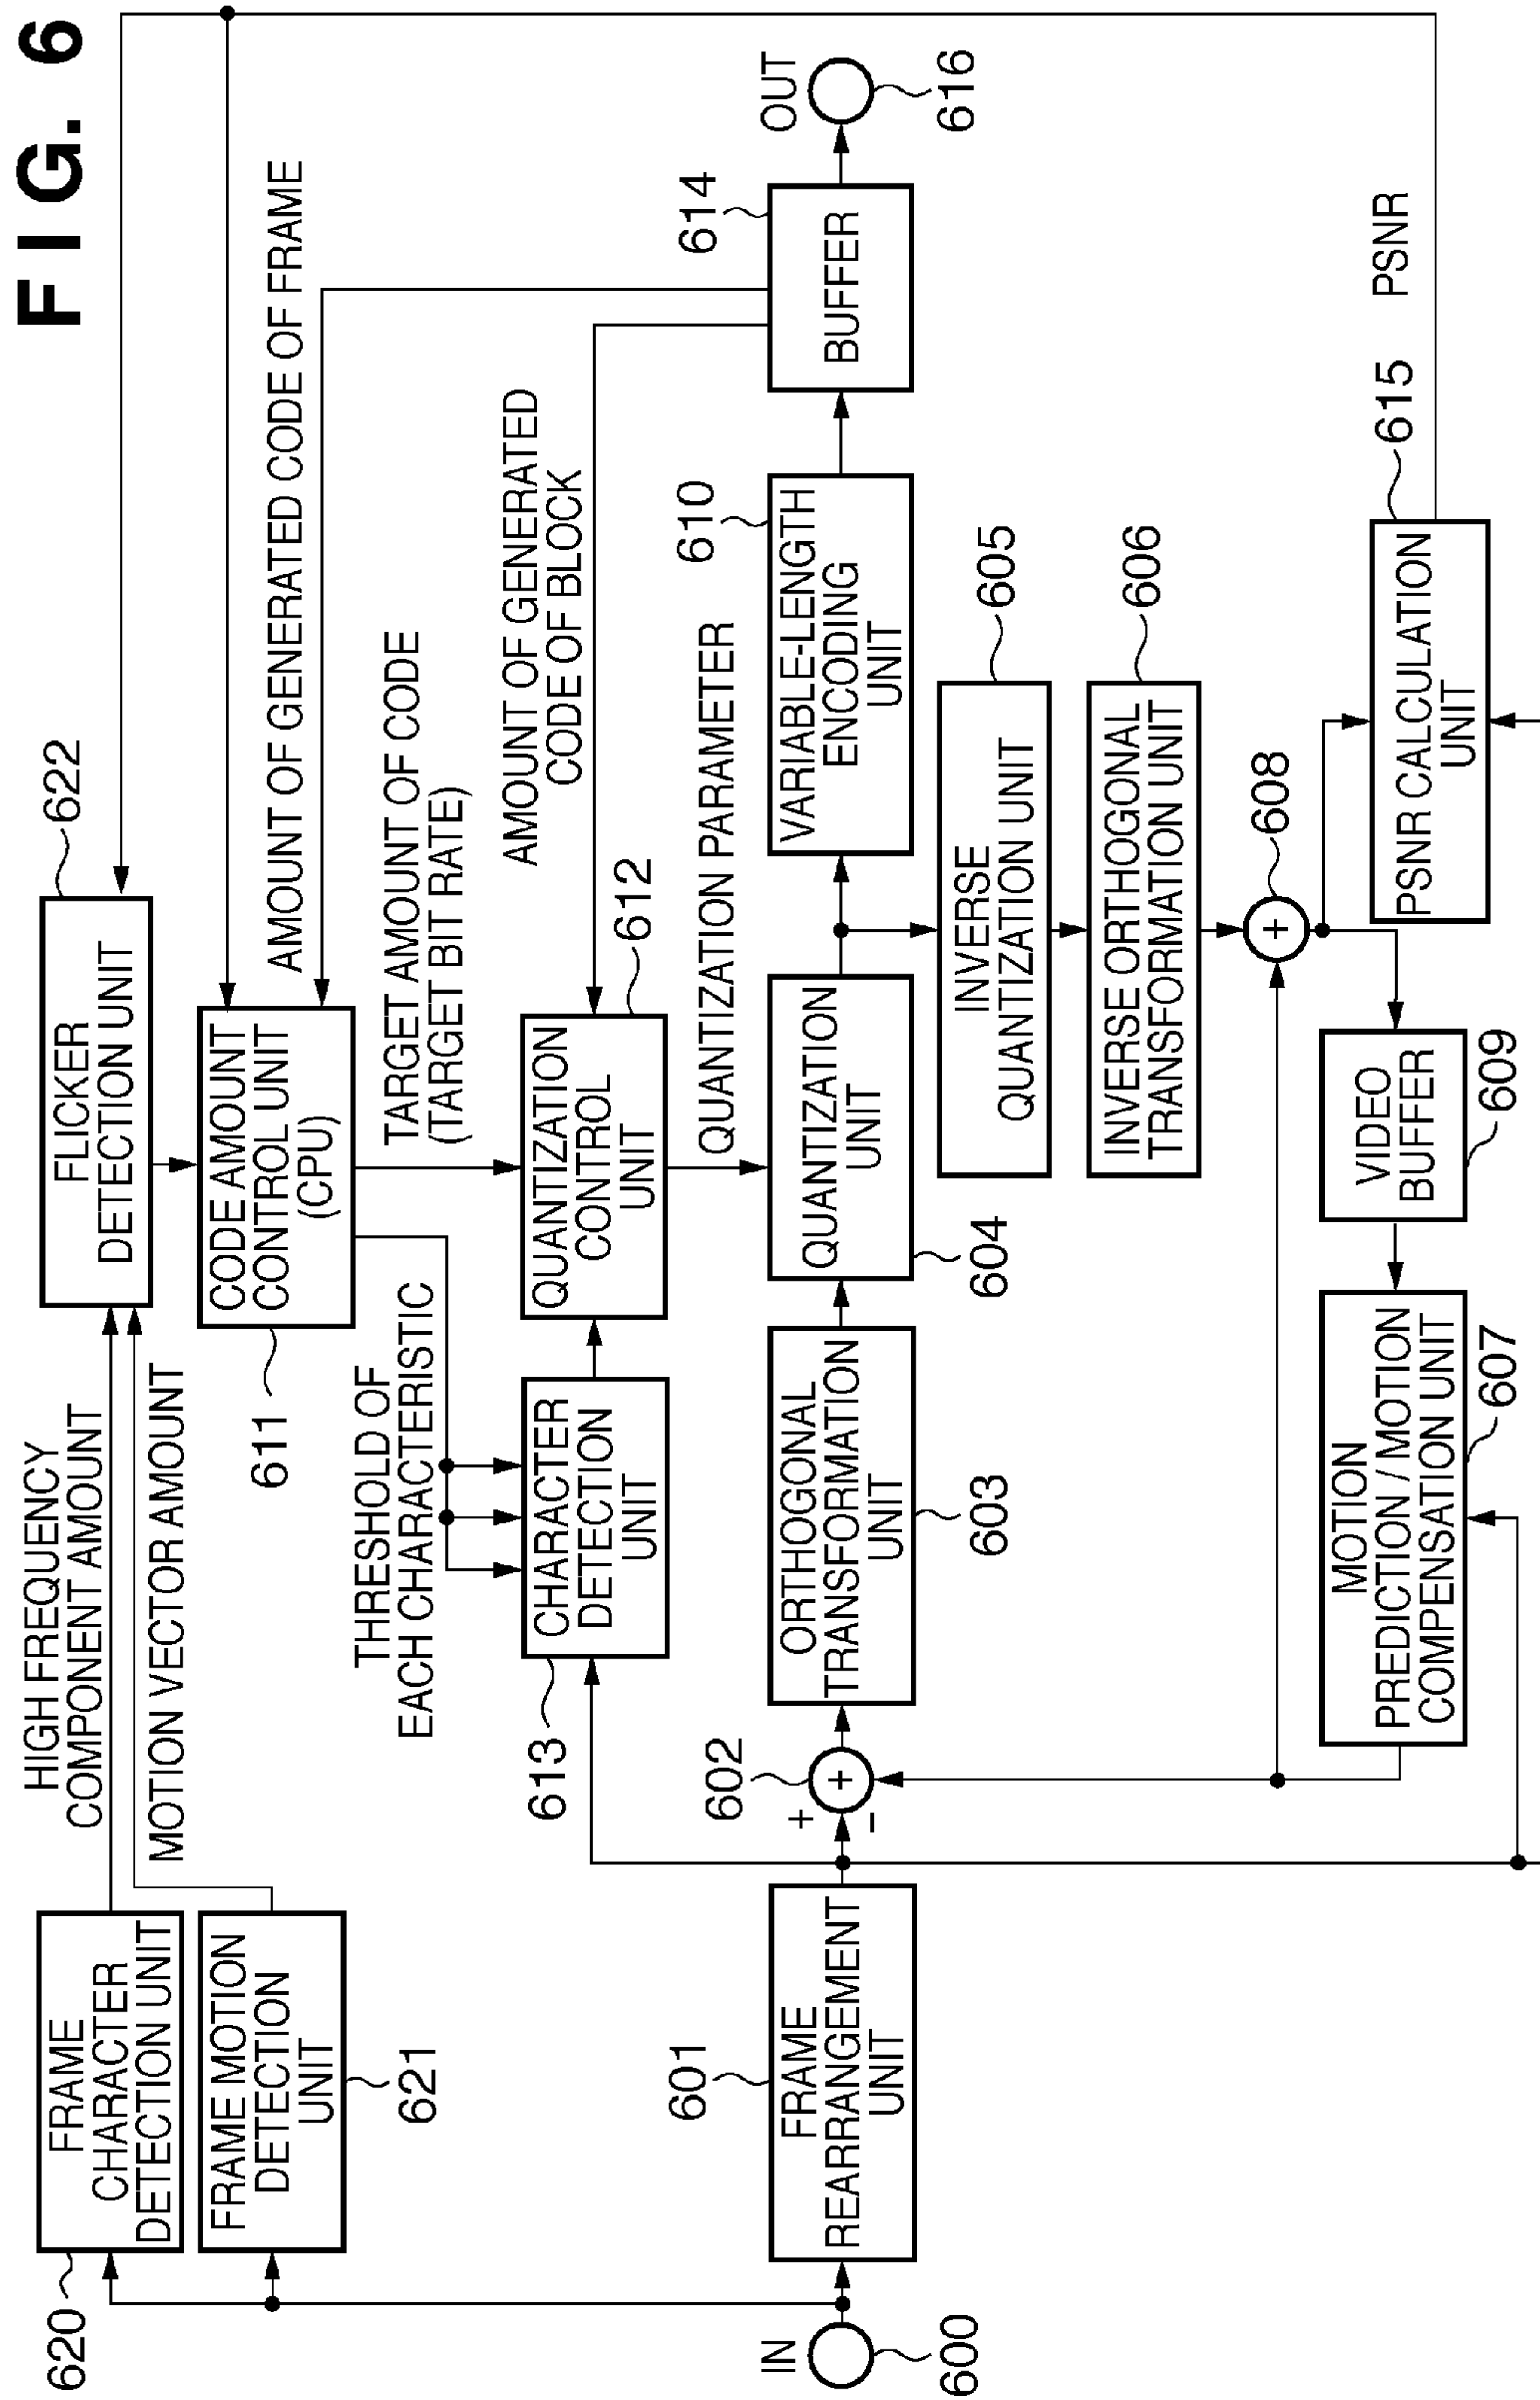 FIG. 6
HIGH FREQUENCY
COMPONENT AMOUNT
MOTION VECTOR AMOUNT
FRAME
CHARACTER
DETECTION UNIT
620
FRAME MOTION
DETECTION
UNIT
621
FLICKER
DETECTION UNIT
622
CODE AMOUNT
CONTROL UNIT
(CPU)
611
AMOUNT OF GENERATED CODE OF FRAME
THRESHOLD OF
EACH CHARACTERISTIC
TARGET AMOUNT OF CODE
(TARGET BIT RATE)
AMOUNT OF GENERATED
CODE OF BLOCK
613
CHARACTER
DETECTION
UNIT
QUANTIZATION
CONTROL
UNIT
612
QUANTIZATION PARAMETER
IN
600
601
FRAME
REARRANGEMENT
UNIT
602
+
+
-
ORTHOGONAL
TRANSFORMATION
UNIT
603
QUANTIZATION
UNIT
604
610
VARIABLE-LENGTH
ENCODING
UNIT
614
BUFFER
OUT
616
INVERSE
QUANTIZATION UNIT
605
INVERSE ORTHOGONAL
TRANSFORMATION UNIT
606
+
608
MOTION
PREDICTION / MOTION
COMPENSATION UNIT
607
VIDEO
BUFFER
609
PSNR CALCULATION
UNIT
615
PSNR